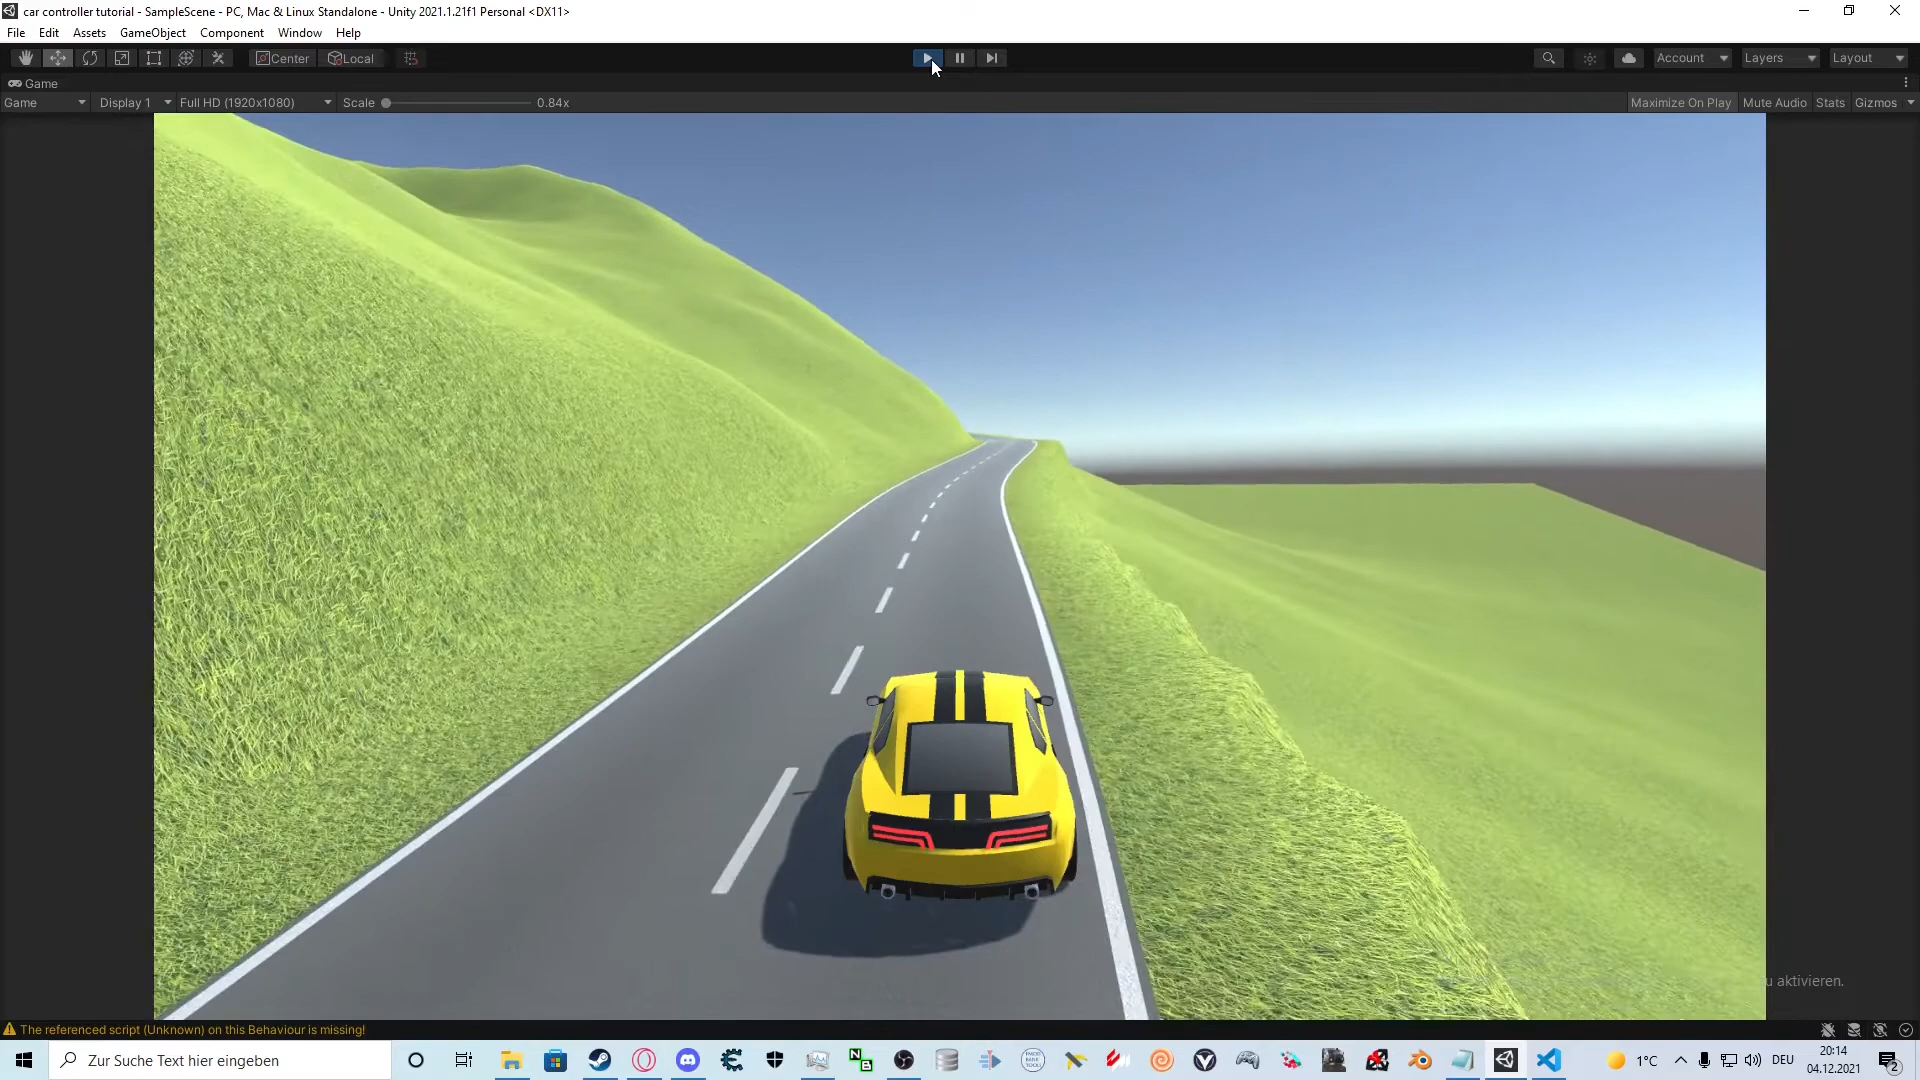 car controller tutorial - SampleScene - PC, Mac & Linux Standalone - Unity 2021.1.21f1 Personal <DX11>
File Edit Assets GameObject Component Window Help
Center Local Account Layers Layout
Game
Game Display 1 Full HD (1920x1080) Scale 0.84x Maximize On Play Mute Audio Stats Gizmos
u aktivieren.
The referenced script (Unknown) on this Behaviour is missing!
Zur Suche Text hier eingeben
1°C
DEU
20:14
04.12.2021
2